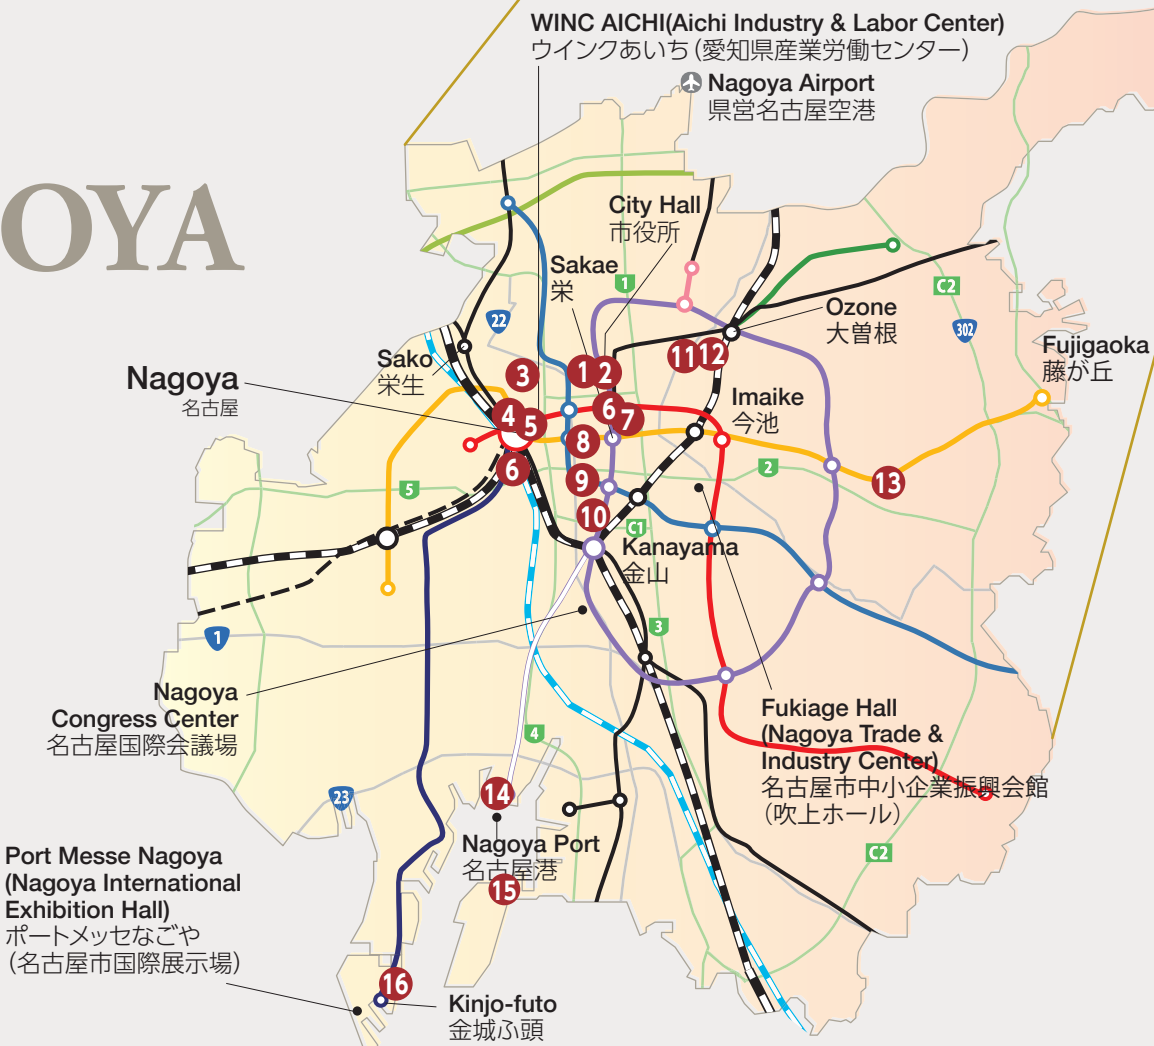 WINC AICHI(Aichi Industry & Labor Center)
ウインクあいち（愛知県産業労働センター）
Nagoya Airport
県営名古屋空港
OYA
City Hall
市役所
Sakae
栄
1
C2
22
302
Ozone
大曽根
Fujigaoka
藤が丘
Sako
栄生
Nagoya
名古屋
3
1
2
11
12
Imaike
今池
4
5
6
7
8
6
9
2
13
5
10
C1
Kanayama
金山
1
3
Nagoya
Congress Center
名古屋国際会議場
Fukiage Hall
(Nagoya Trade &
Industry Center)
名古屋市中小企業振興会館
（吹上ホール）
4
23
14
Nagoya Port
名古屋港
15
C2
Port Messe Nagoya
(Nagoya International
Exhibition Hall)
ポートメッセなごや
（名古屋市国際展示場）
16
Kinjo-futo
金城ふ頭